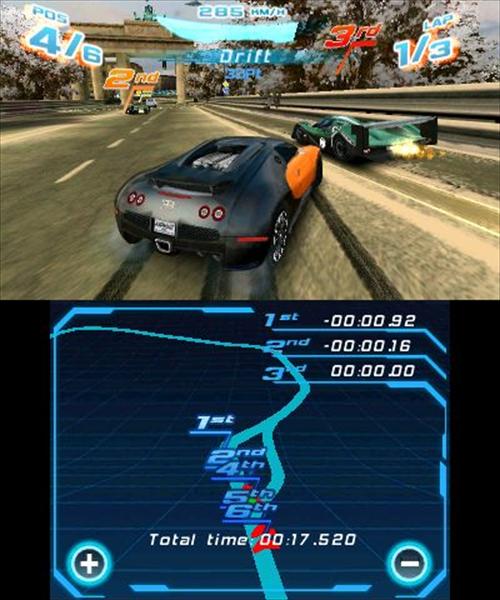 POS 4/6
285 KM/H
Drift
30Pt
3rd
LAP 1/3
2nd
1st -00:00.92
2nd -00:00.16
3rd 00:00.00
1st
2nd
4th
5th
6th
Total time 00:17.520
+ −